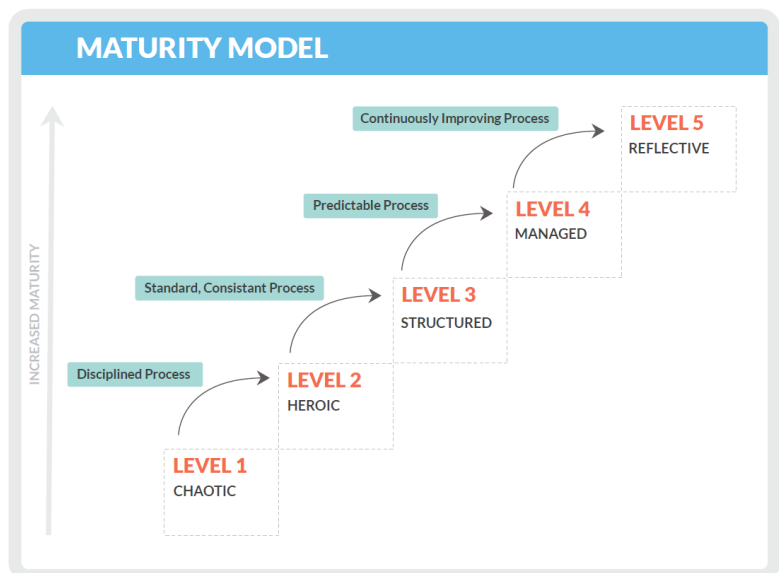 MATURITY MODEL
Continuously Improving Process
LEVEL 5
REFLECTIVE
Predictable Process
LEVEL 4
MANAGED
Standard, Consistant Process
LEVEL 3
STRUCTURED
Disciplined Process
LEVEL 2
HEROIC
LEVEL 1
CHAOTIC
INCREASED MATURITY